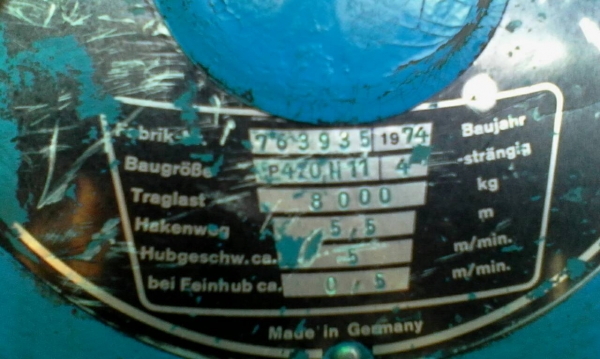 Fabrik-Nr. 763935 1974 Baujahr
Baugröße P420H11 4 -strängig
Traglast 8000 kg
Hakenweg 5,5 m
Hubgeschw.ca. 5 m/min.
bei Feinhub ca. 0,5 m/min.
Made in Germany